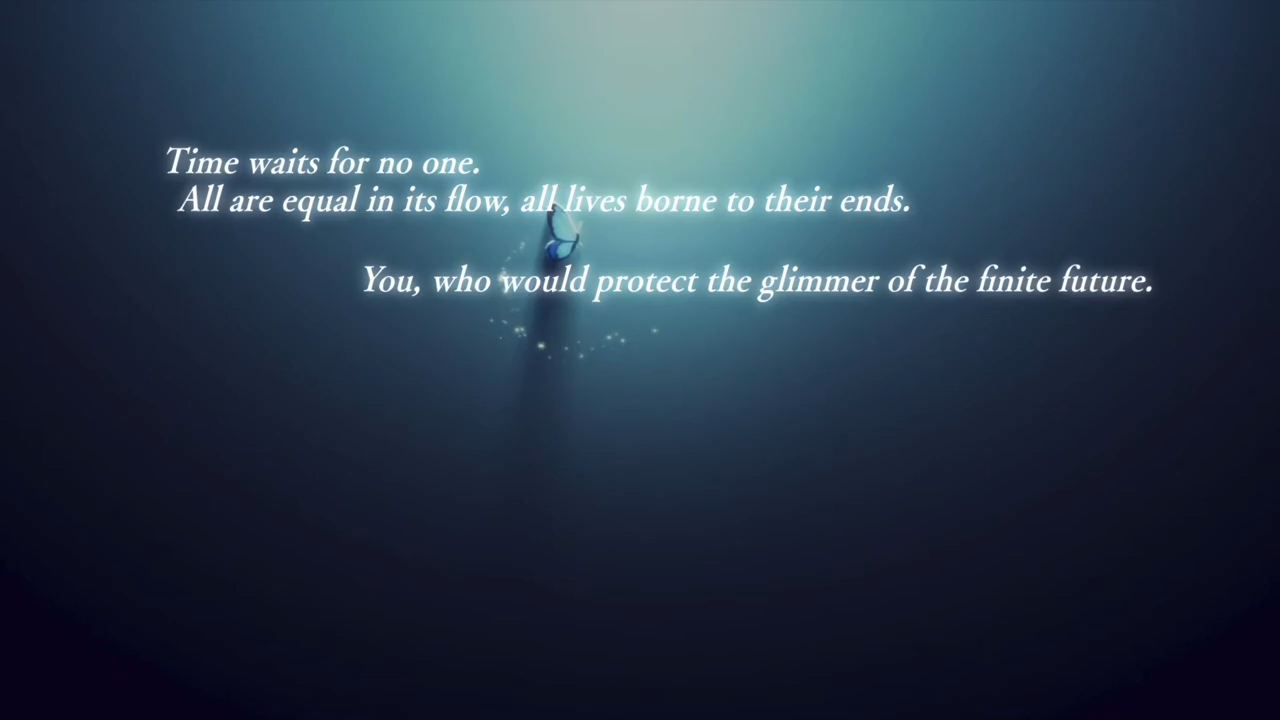 Time waits for no one.
All are equal in its flow, all lives borne to their ends.
You, who would protect the glimmer of the finite future.